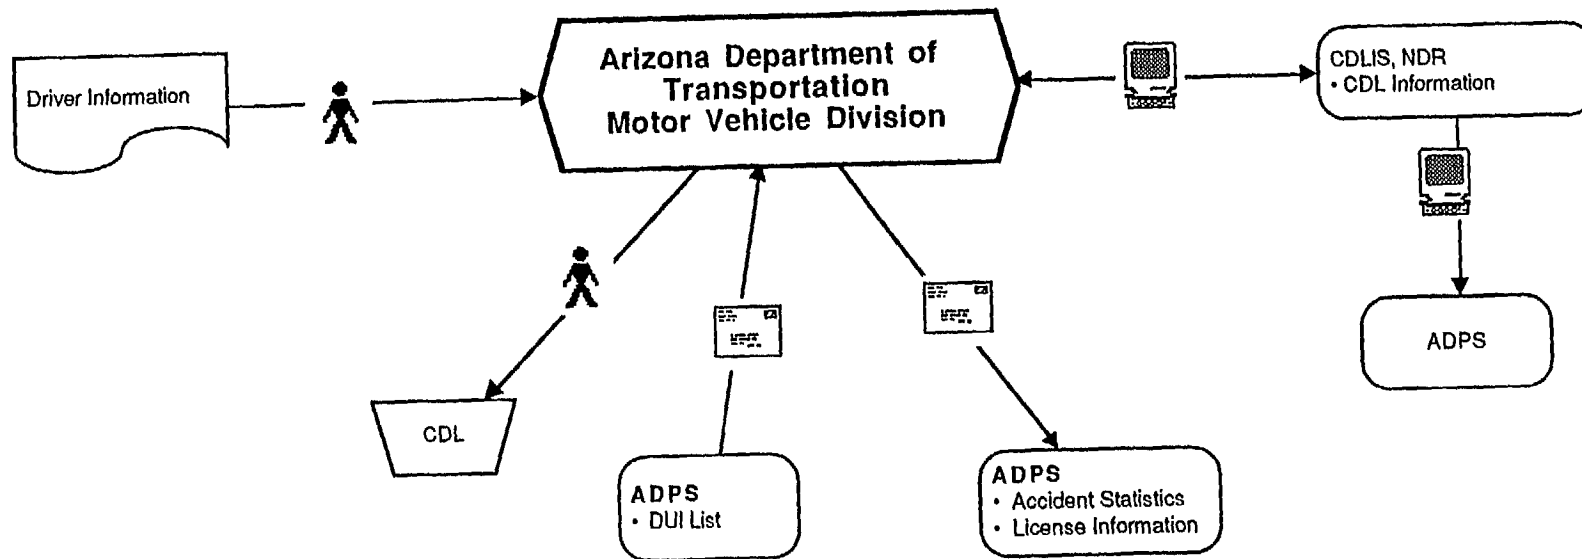 Arizona Department of
Transportation
Motor Vehicle Division
Driver Information
CDLIS, NDR
• CDL Information
ADPS
CDL
ADPS
• DUI List
ADPS
• Accident Statistics
• License Information